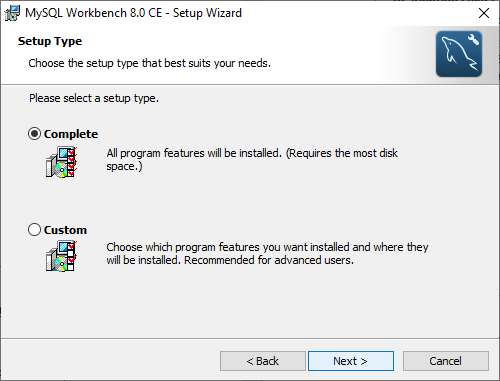 MySQL Workbench 8.0 CE - Setup Wizard
Setup Type
Choose the setup type that best suits your needs.
Please select a setup type.
Complete
All program features will be installed. (Requires the most disk
space.)
Custom
Choose which program features you want installed and where they
will be installed. Recommended for advanced users.
< Back
Next >
Cancel